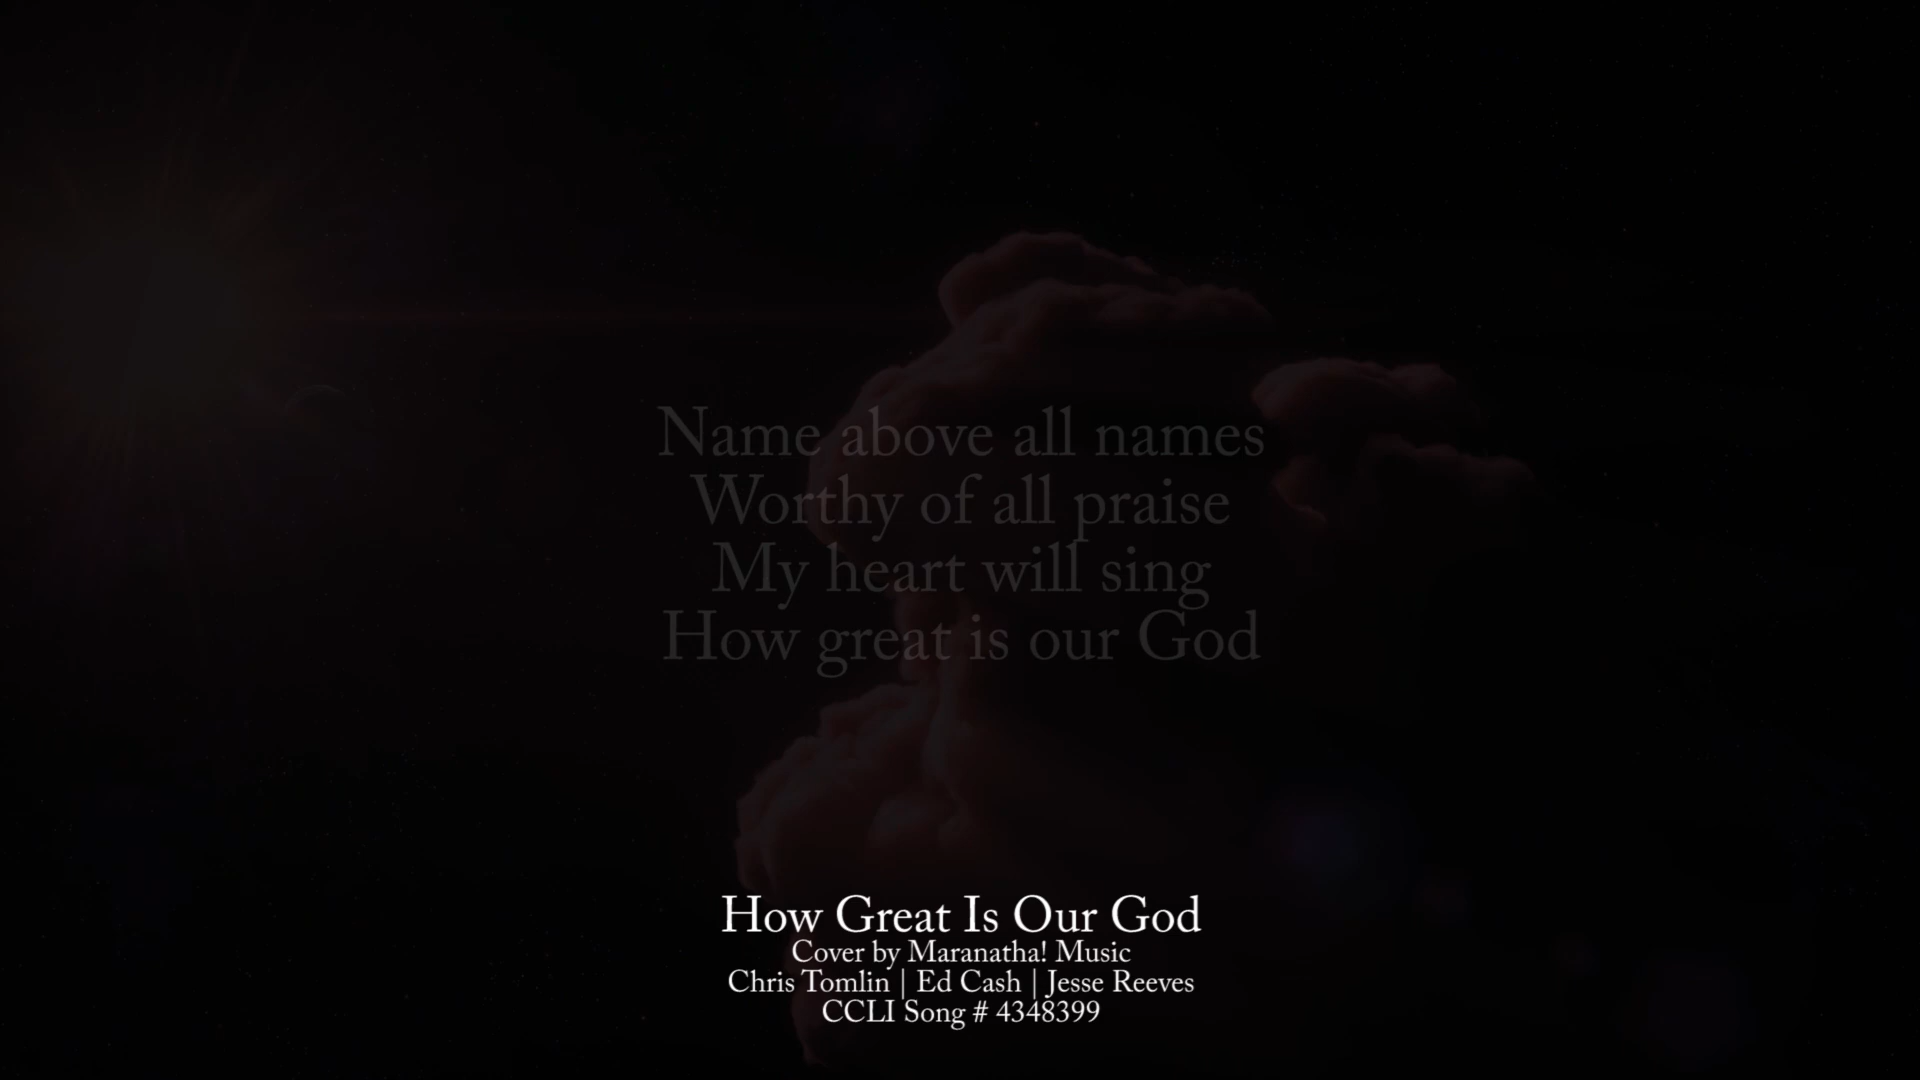 Name above all names
Worthy of all praise
My heart will sing
How great is our God
How Great Is Our God
Cover by Maranatha! Music
Chris Tomlin | Ed Cash | Jesse Reeves
CCLI Song # 4348399